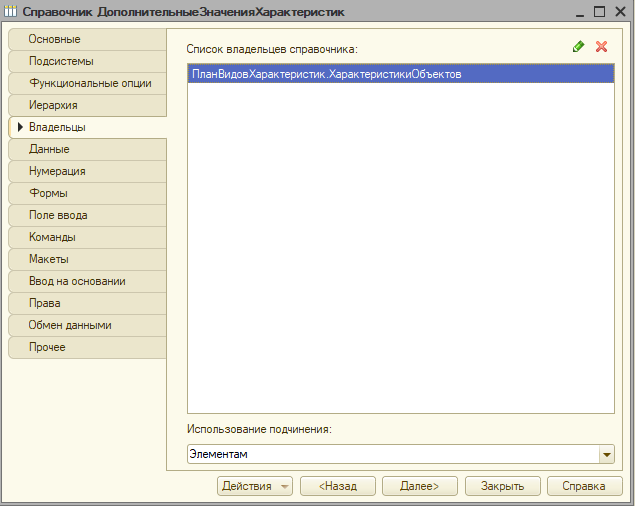 Справочник ДополнительныеЗначенияХарактеристик
Основные
Подсистемы
Функциональные опции
Иерархия
Владельцы
Данные
Нумерация
Формы
Поле ввода
Команды
Макеты
Ввод на основании
Права
Обмен данными
Прочее
Список владельцев справочника:
ПланВидовХарактеристик.ХарактеристикиОбъектов
Использование подчинения:
Элементам
Действия
<Назад
Далее>
Закрыть
Справка